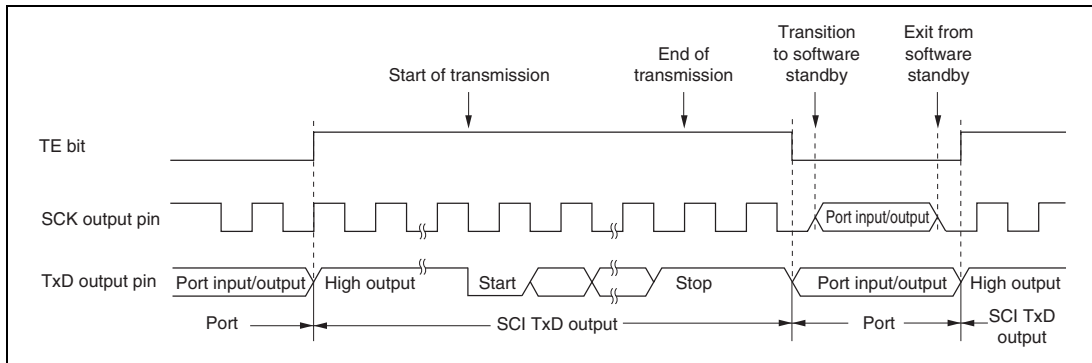 Transition
to software
standby
Exit from
software
standby
Start of transmission
End of
transmission
TE bit
SCK output pin
Port input/output
TxD output pin
Port input/output
High output
Start
Stop
Port input/output
High output
Port
SCI TxD output
Port
SCI TxD
output